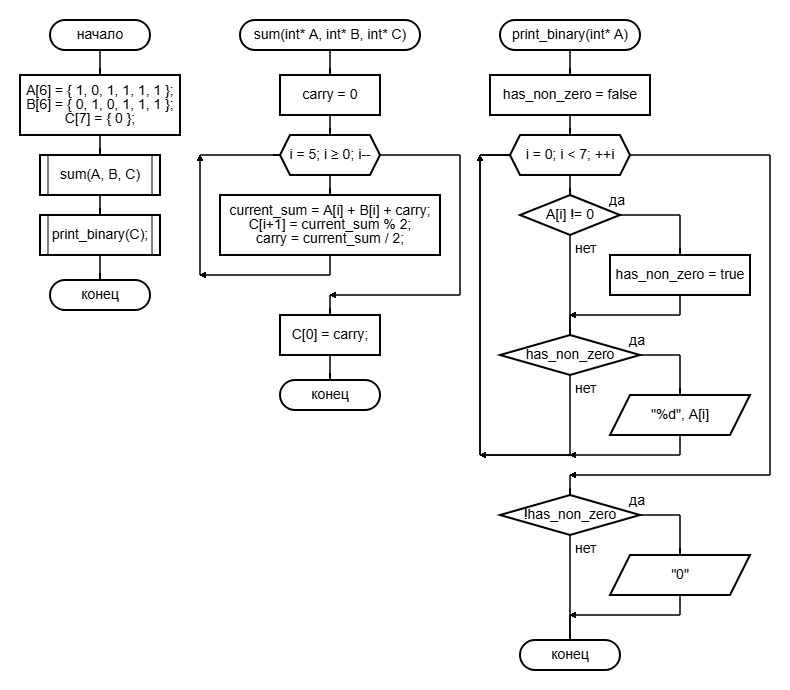 начало
A[6] = { 1, 0, 1, 1, 1, 1 };
B[6] = { 0, 1, 0, 1, 1, 1 };
C[7] = { 0 };
sum(A, B, C)
print_binary(C);
конец
sum(int* A, int* B, int* C)
carry = 0
i = 5; i ≥ 0; i--
current_sum = A[i] + B[i] + carry;
C[i+1] = current_sum % 2;
carry = current_sum / 2;
C[0] = carry;
конец
print_binary(int* A)
has_non_zero = false
i = 0; i < 7; ++i
A[i] != 0
да
нет
has_non_zero = true
has_non_zero
да
нет
"%d", A[i]
!has_non_zero
да
нет
"0"
конец